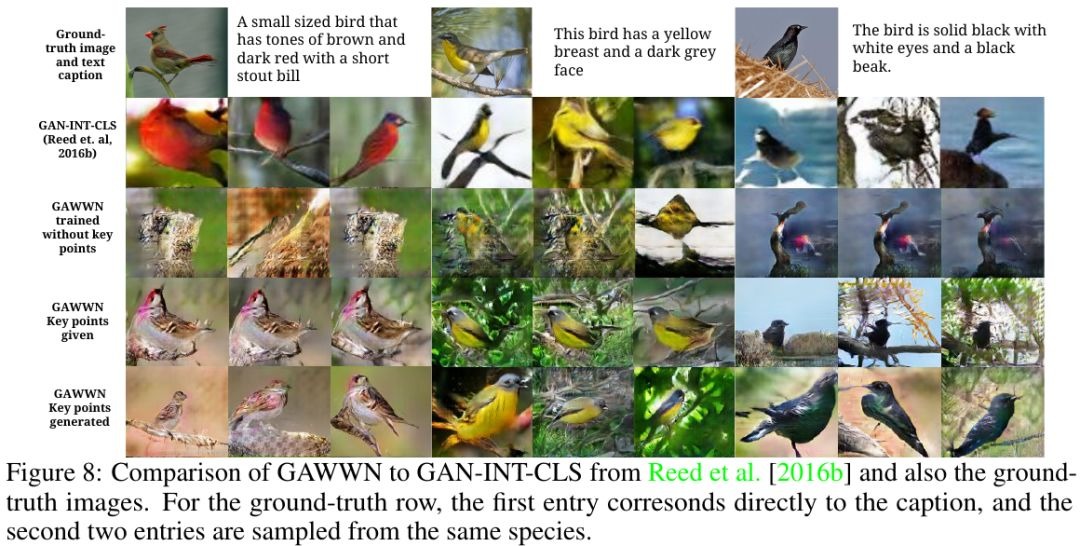 Ground-
truth image
and text
caption
A small sized bird that
has tones of brown and
dark red with a short
stout bill
This bird has a yellow
breast and a dark grey
face
The bird is solid black with
white eyes and a black
beak.
GAN-INT-CLS
(Reed et. al,
2016b)
GAWWN
trained
without key
points
GAWWN
Key points
given
GAWWN
Key points
generated
Figure 8: Comparison of GAWWN to GAN-INT-CLS from Reed et al. [2016b] and also the ground-
truth images. For the ground-truth row, the first entry corresonds directly to the caption, and the
second two entries are sampled from the same species.